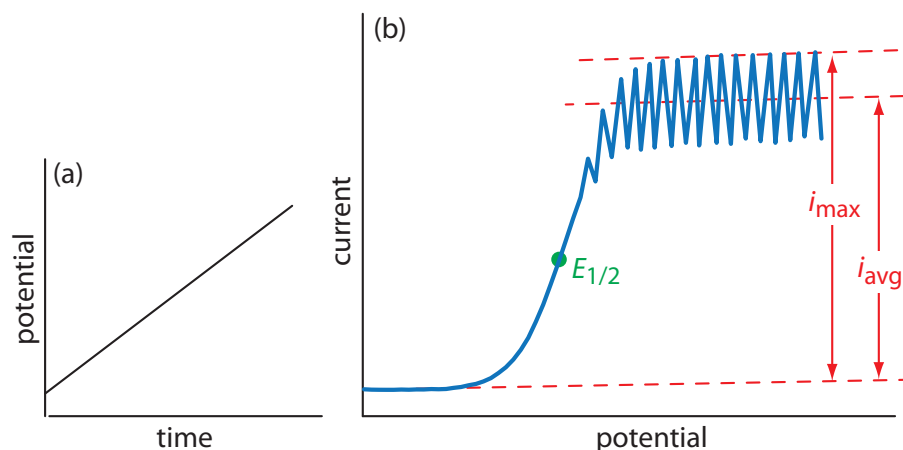 (a)
potential
time
(b)
current
potential
E1/2
imax
iavg